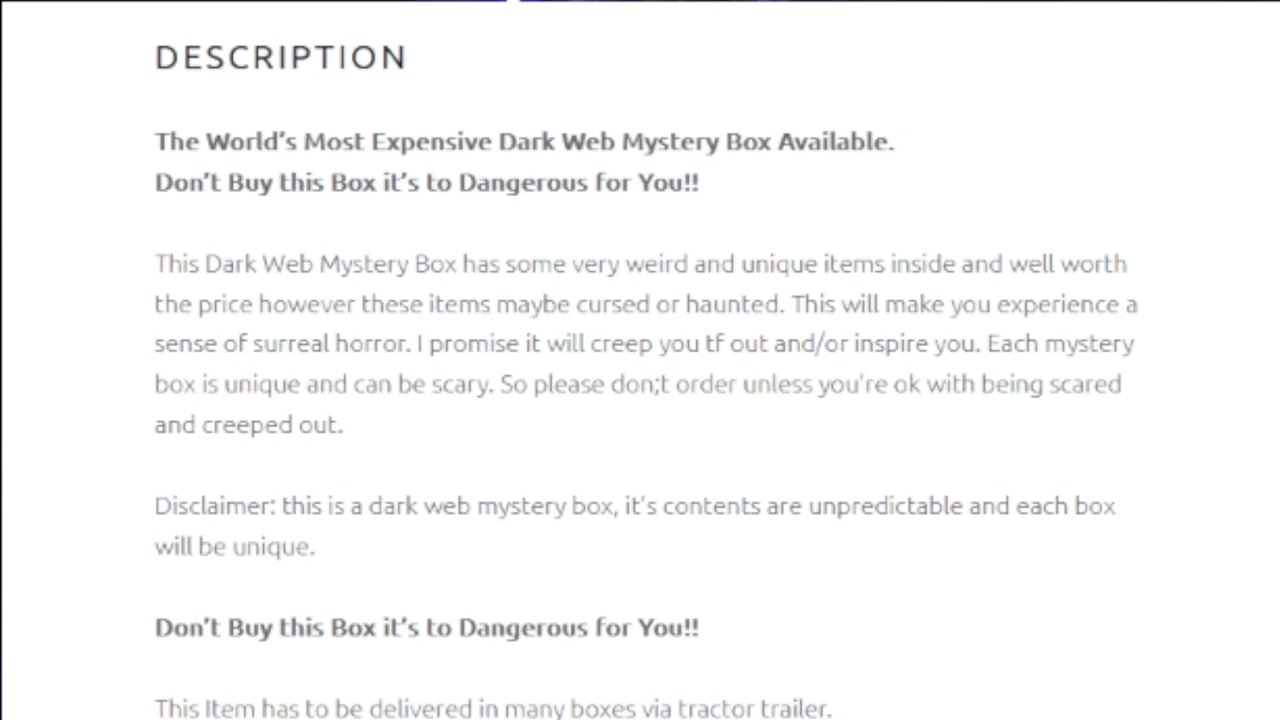 DESCRIPTION
The World's Most Expensive Dark Web Mystery Box Available.
Don't Buy this Box it's to Dangerous for You!!
This Dark Web Mystery Box has some very weird and unique items inside and well worth
the price however these items maybe cursed or haunted. This will make you experience a
sense of surreal horror. I promise it will creep you tf out and/or inspire you. Each mystery
box is unique and can be scary. So please don;t order unless you're ok with being scared
and creeped out.
Disclaimer: this is a dark web mystery box, it's contents are unpredictable and each box
will be unique.
Don't Buy this Box it's to Dangerous for You!!
This Item has to be delivered in many boxes via tractor trailer.